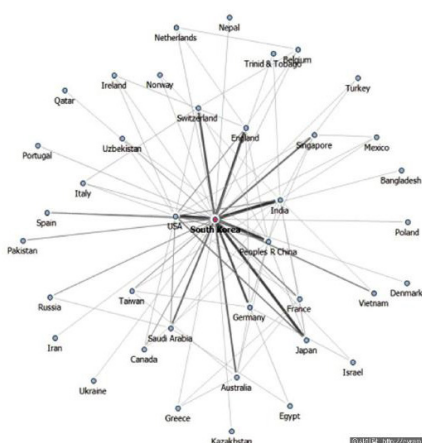 Nepal
Netherlands
Belgum
Trinid & Tobago
Ireland
Norway
Turkey
Qatar
Switzerland
England
Singapore
Mexico
Uzbekistan
Portugal
Bangladesh
Italy
India
Spain
USA
South Korea
Poland
Pakistan
Peoples R China
Denmark
Russia
Taiwan
Vietnam
France
Germany
Saudi Arabia
Iran
Japan
Canada
Israel
Ukraine
Australia
Greece
Egypt
Kazakhstan